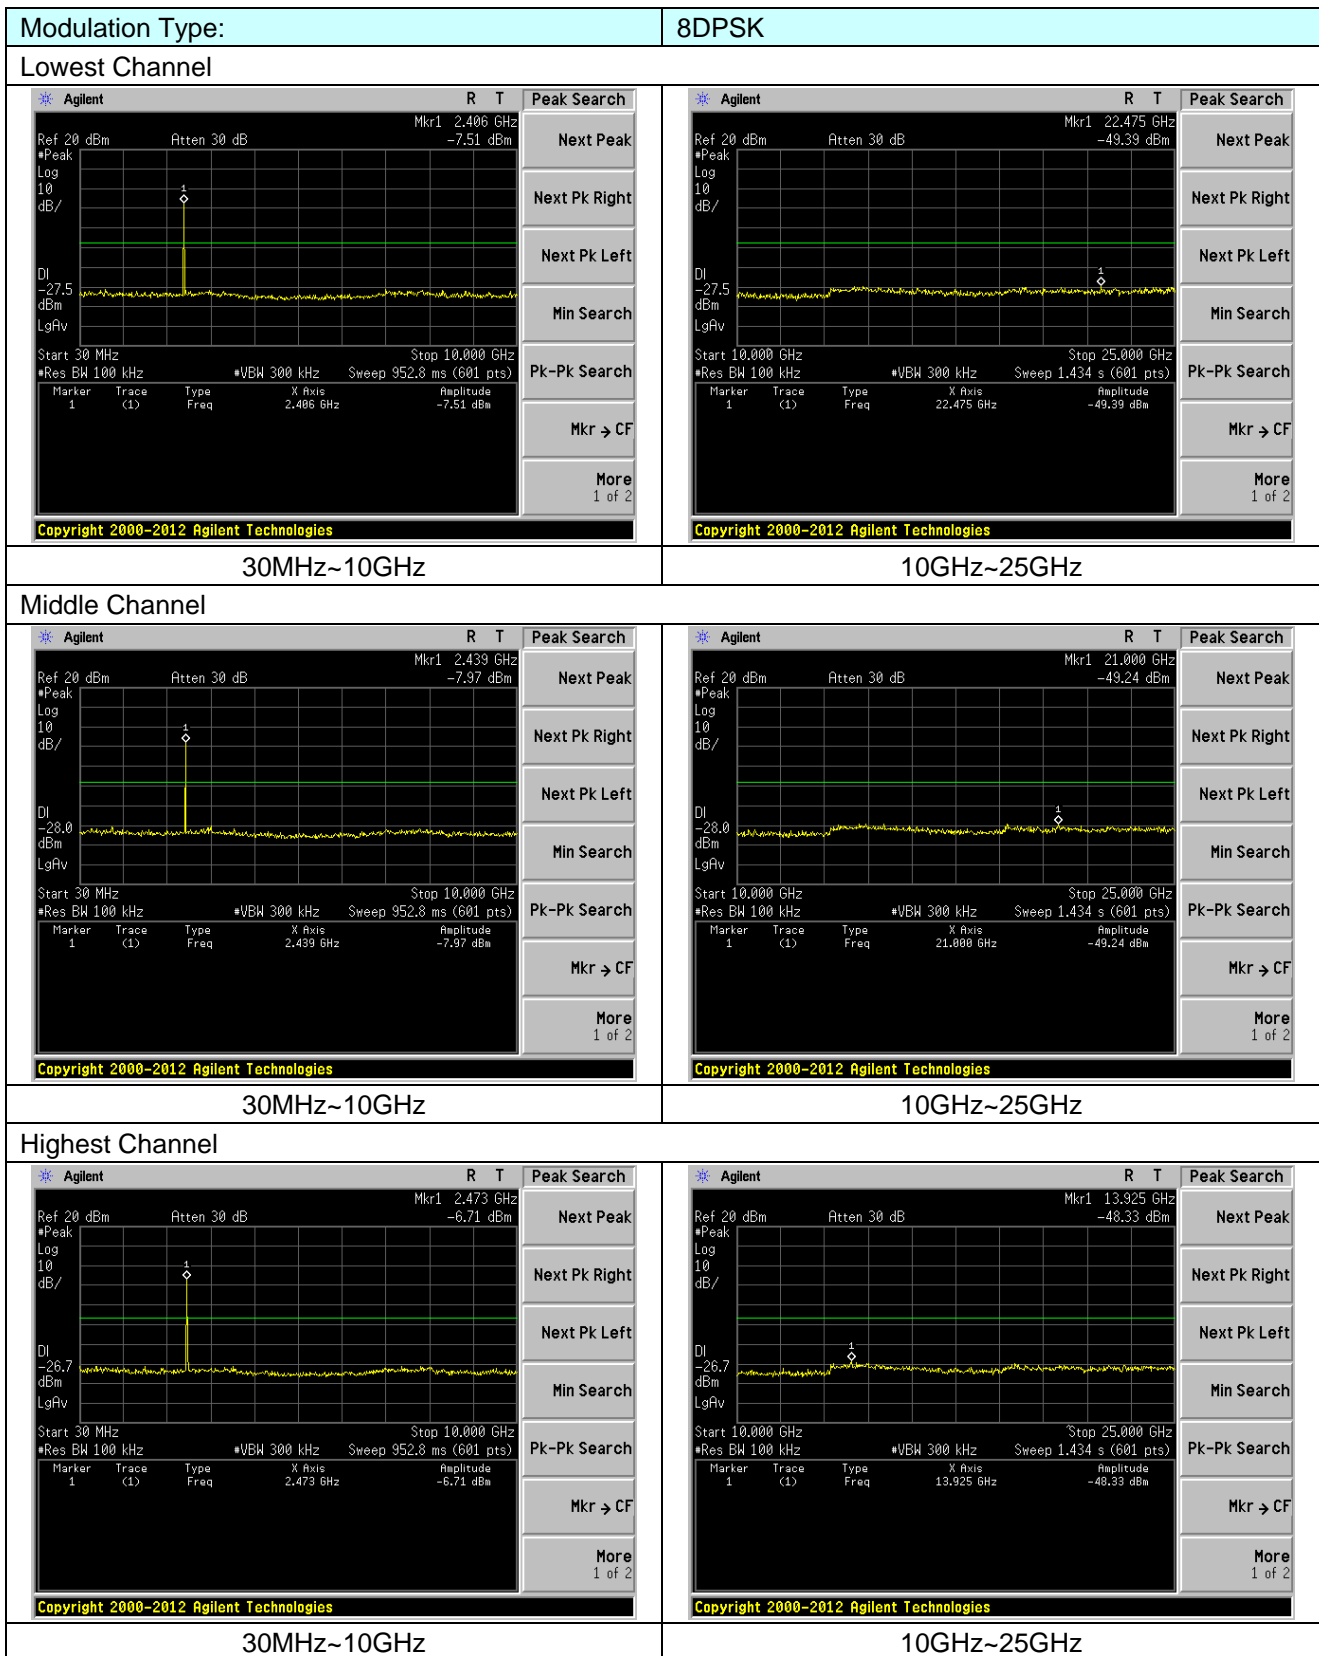 Modulation Type: 8DPSK
Lowest Channel
Agilent R T Peak Search
Mkr1 2.406 GHz
Ref 20 dBm Atten 30 dB -7.51 dBm
#Peak
Log
10
dB/
1
DI
-27.5
dBm
LgAv
Start 30 MHz Stop 10.000 GHz
#Res BW 100 kHz #VBW 300 kHz Sweep 952.8 ms (601 pts)
Marker Trace Type X Axis Amplitude
1 (1) Freq 2.406 GHz -7.51 dBm
Next Peak
Next Pk Right
Next Pk Left
Min Search
Pk-Pk Search
Mkr → CF
More
1 of 2
Copyright 2000-2012 Agilent Technologies
Agilent R T Peak Search
Mkr1 22.475 GHz
Ref 20 dBm Atten 30 dB -49.39 dBm
#Peak
Log
10
dB/
1
DI
-27.5
dBm
LgAv
Start 10.000 GHz Stop 25.000 GHz
#Res BW 100 kHz #VBW 300 kHz Sweep 1.434 s (601 pts)
Marker Trace Type X Axis Amplitude
1 (1) Freq 22.475 GHz -49.39 dBm
Next Peak
Next Pk Right
Next Pk Left
Min Search
Pk-Pk Search
Mkr → CF
More
1 of 2
Copyright 2000-2012 Agilent Technologies
30MHz~10GHz 10GHz~25GHz
Middle Channel
Agilent R T Peak Search
Mkr1 2.439 GHz
Ref 20 dBm Atten 30 dB -7.97 dBm
#Peak
Log
10
dB/
1
DI
-28.0
dBm
LgAv
Start 30 MHz Stop 10.000 GHz
#Res BW 100 kHz #VBW 300 kHz Sweep 952.8 ms (601 pts)
Marker Trace Type X Axis Amplitude
1 (1) Freq 2.439 GHz -7.97 dBm
Next Peak
Next Pk Right
Next Pk Left
Min Search
Pk-Pk Search
Mkr → CF
More
1 of 2
Copyright 2000-2012 Agilent Technologies
Agilent R T Peak Search
Mkr1 21.000 GHz
Ref 20 dBm Atten 30 dB -49.24 dBm
#Peak
Log
10
dB/
1
DI
-28.0
dBm
LgAv
Start 10.000 GHz Stop 25.000 GHz
#Res BW 100 kHz #VBW 300 kHz Sweep 1.434 s (601 pts)
Marker Trace Type X Axis Amplitude
1 (1) Freq 21.000 GHz -49.24 dBm
Next Peak
Next Pk Right
Next Pk Left
Min Search
Pk-Pk Search
Mkr → CF
More
1 of 2
Copyright 2000-2012 Agilent Technologies
30MHz~10GHz 10GHz~25GHz
Highest Channel
Agilent R T Peak Search
Mkr1 2.473 GHz
Ref 20 dBm Atten 30 dB -6.71 dBm
#Peak
Log
10
dB/
1
DI
-26.7
dBm
LgAv
Start 30 MHz Stop 10.000 GHz
#Res BW 100 kHz #VBW 300 kHz Sweep 952.8 ms (601 pts)
Marker Trace Type X Axis Amplitude
1 (1) Freq 2.473 GHz -6.71 dBm
Next Peak
Next Pk Right
Next Pk Left
Min Search
Pk-Pk Search
Mkr → CF
More
1 of 2
Copyright 2000-2012 Agilent Technologies
Agilent R T Peak Search
Mkr1 13.925 GHz
Ref 20 dBm Atten 30 dB -48.33 dBm
#Peak
Log
10
dB/
1
DI
-26.7
dBm
LgAv
Start 10.000 GHz Stop 25.000 GHz
#Res BW 100 kHz #VBW 300 kHz Sweep 1.434 s (601 pts)
Marker Trace Type X Axis Amplitude
1 (1) Freq 13.925 GHz -48.33 dBm
Next Peak
Next Pk Right
Next Pk Left
Min Search
Pk-Pk Search
Mkr → CF
More
1 of 2
Copyright 2000-2012 Agilent Technologies
30MHz~10GHz 10GHz~25GHz